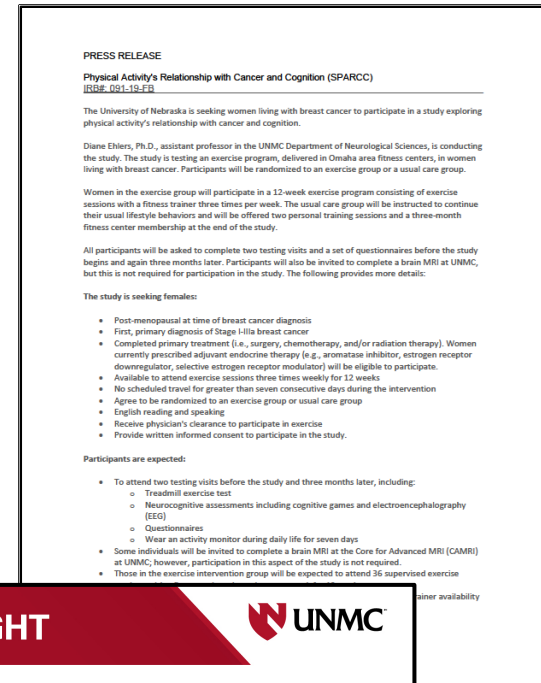 PRESS RELEASE
Physical Activity's Relationship with Cancer and Cognition (SPARCC)
IRB#: 091-19-FB
The University of Nebraska is seeking women living with breast cancer to participate in a study exploring
physical activity's relationship with cancer and cognition.
Diane Ehlers, Ph.D., assistant professor in the UNMC Department of Neurological Sciences, is conducting
the study. The study is testing an exercise program, delivered in Omaha area fitness centers, in women
living with breast cancer. Participants will be randomized to an exercise group or a usual care group.
Women in the exercise group will participate in a 12-week exercise program consisting of exercise
sessions with a fitness trainer three times per week. The usual care group will be instructed to continue
their usual lifestyle behaviors and will be offered two personal training sessions and a three-month
fitness center membership at the end of the study.
All participants will be asked to complete two testing visits and a set of questionnaires before the study
begins and again three months later. Participants will also be invited to complete a brain MRI at UNMC,
but this is not required for participation in the study. The following provides more details:
The study is seeking females:
• Post-menopausal at time of breast cancer diagnosis
• First, primary diagnosis of Stage I-IIIa breast cancer
• Completed primary treatment (i.e., surgery, chemotherapy, and/or radiation therapy). Women
currently prescribed adjuvant endocrine therapy (e.g., aromatase inhibitor, estrogen receptor
downregulator, selective estrogen receptor modulator) will be eligible to participate.
• Available to attend exercise sessions three times weekly for 12 weeks
• No scheduled travel for greater than seven consecutive days during the intervention
• Agree to be randomized to an exercise group or usual care group
• English reading and speaking
• Receive physician's clearance to participate in exercise
• Provide written informed consent to participate in the study.
Participants are expected:
• To attend two testing visits before the study and three months later, including:
o Treadmill exercise test
o Neurocognitive assessments including cognitive games and electroencephalography
(EEG)
o Questionnaires
o Wear an activity monitor during daily life for seven days
• Some individuals will be invited to complete a brain MRI at the Core for Advanced MRI (CAMRI)
at UNMC; however, participation in this aspect of the study is not required.
• Those in the exercise intervention group will be expected to attend 36 supervised exercise
rainer availability
GHT
UNMC